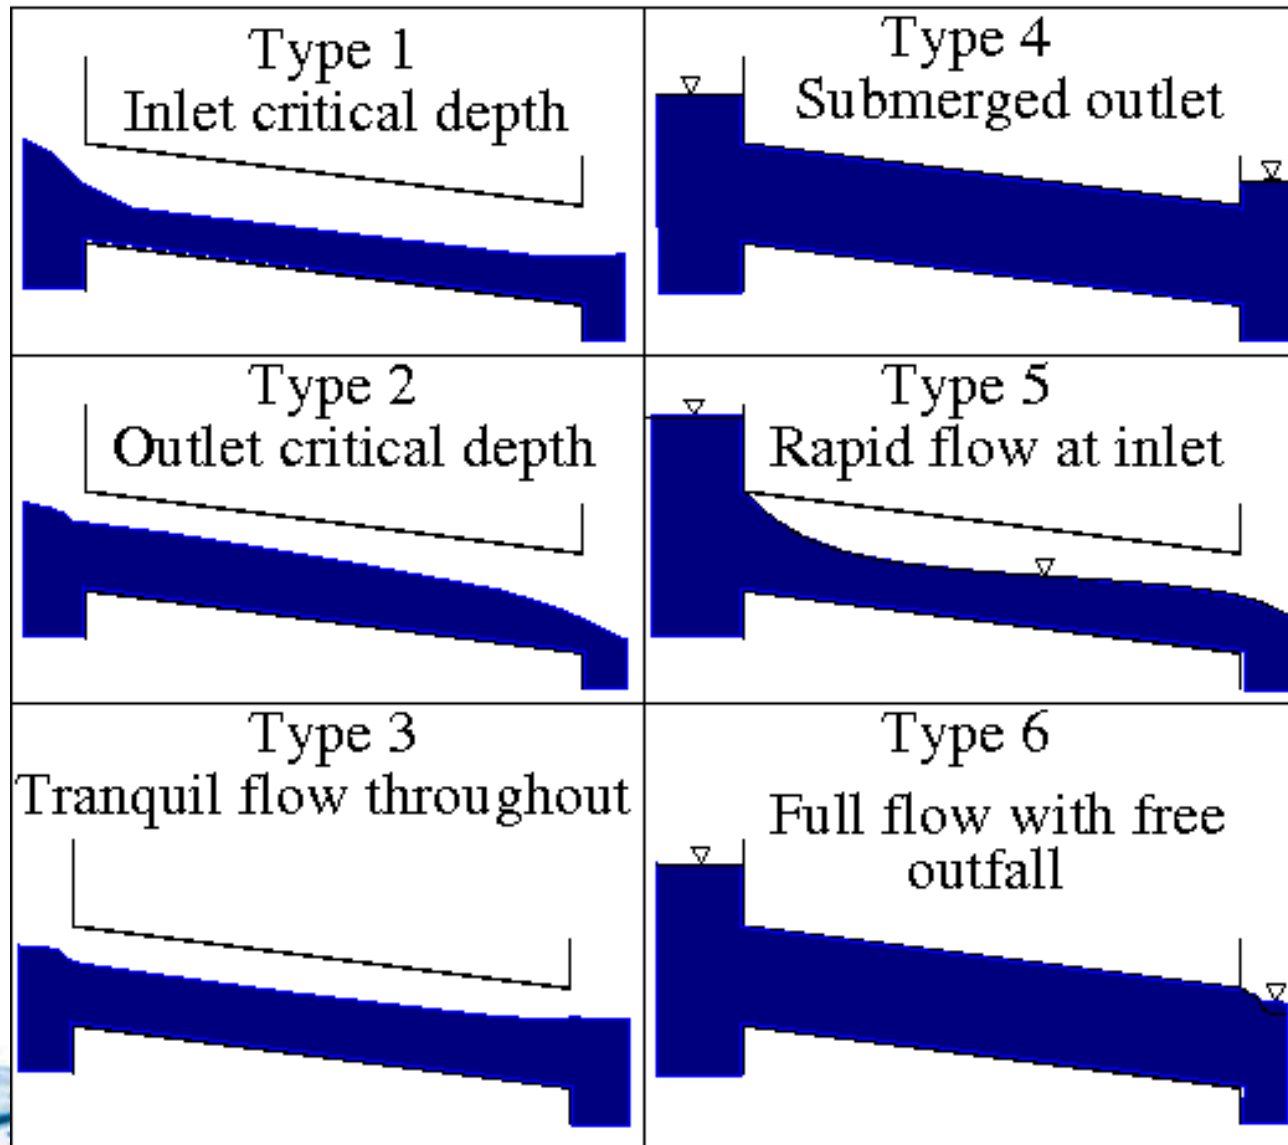 Type 1
Inlet critical depth
Type 4
Submerged outlet
Type 2
Outlet critical depth
Type 5
Rapid flow at inlet
Type 3
Tranquil flow throughout
Type 6
Full flow with free
outfall